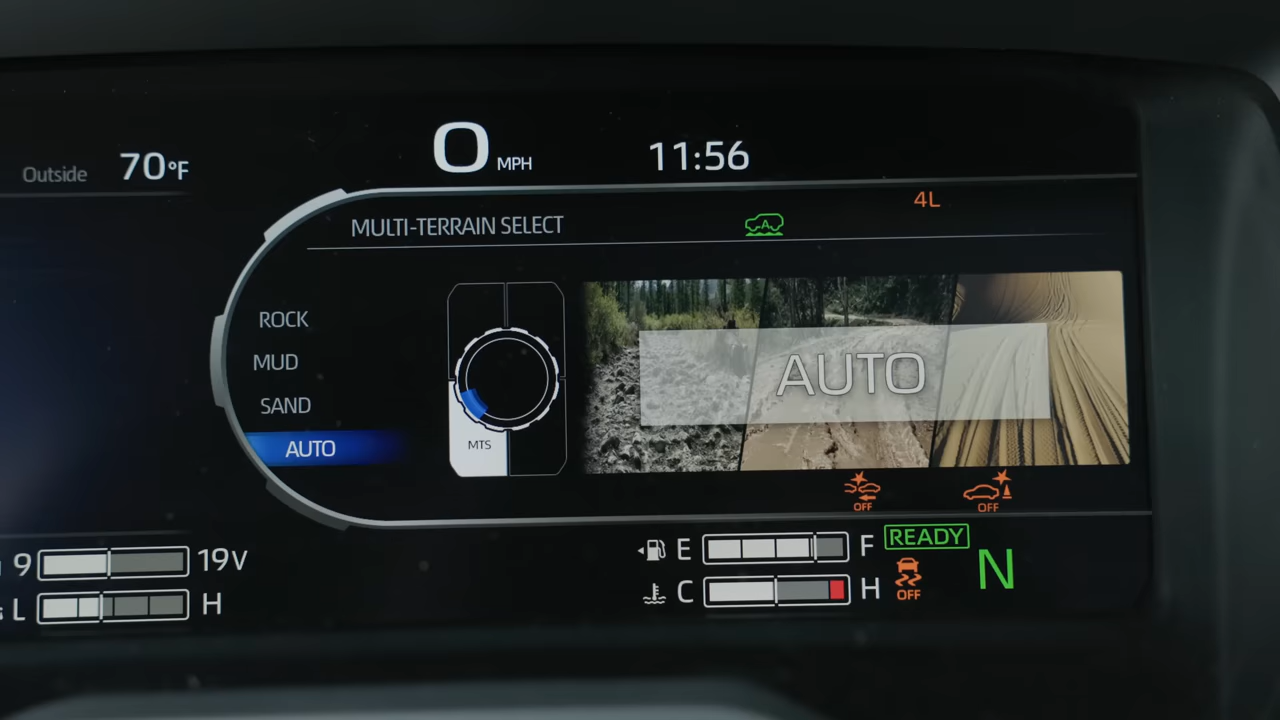 Outside 70°F
0 MPH
11:56
MULTI-TERRAIN SELECT
A
4L
ROCK
MUD
SAND
AUTO
MTS
AUTO
OFF
OFF
9 19V
L H
E F
C H
READY
OFF
N